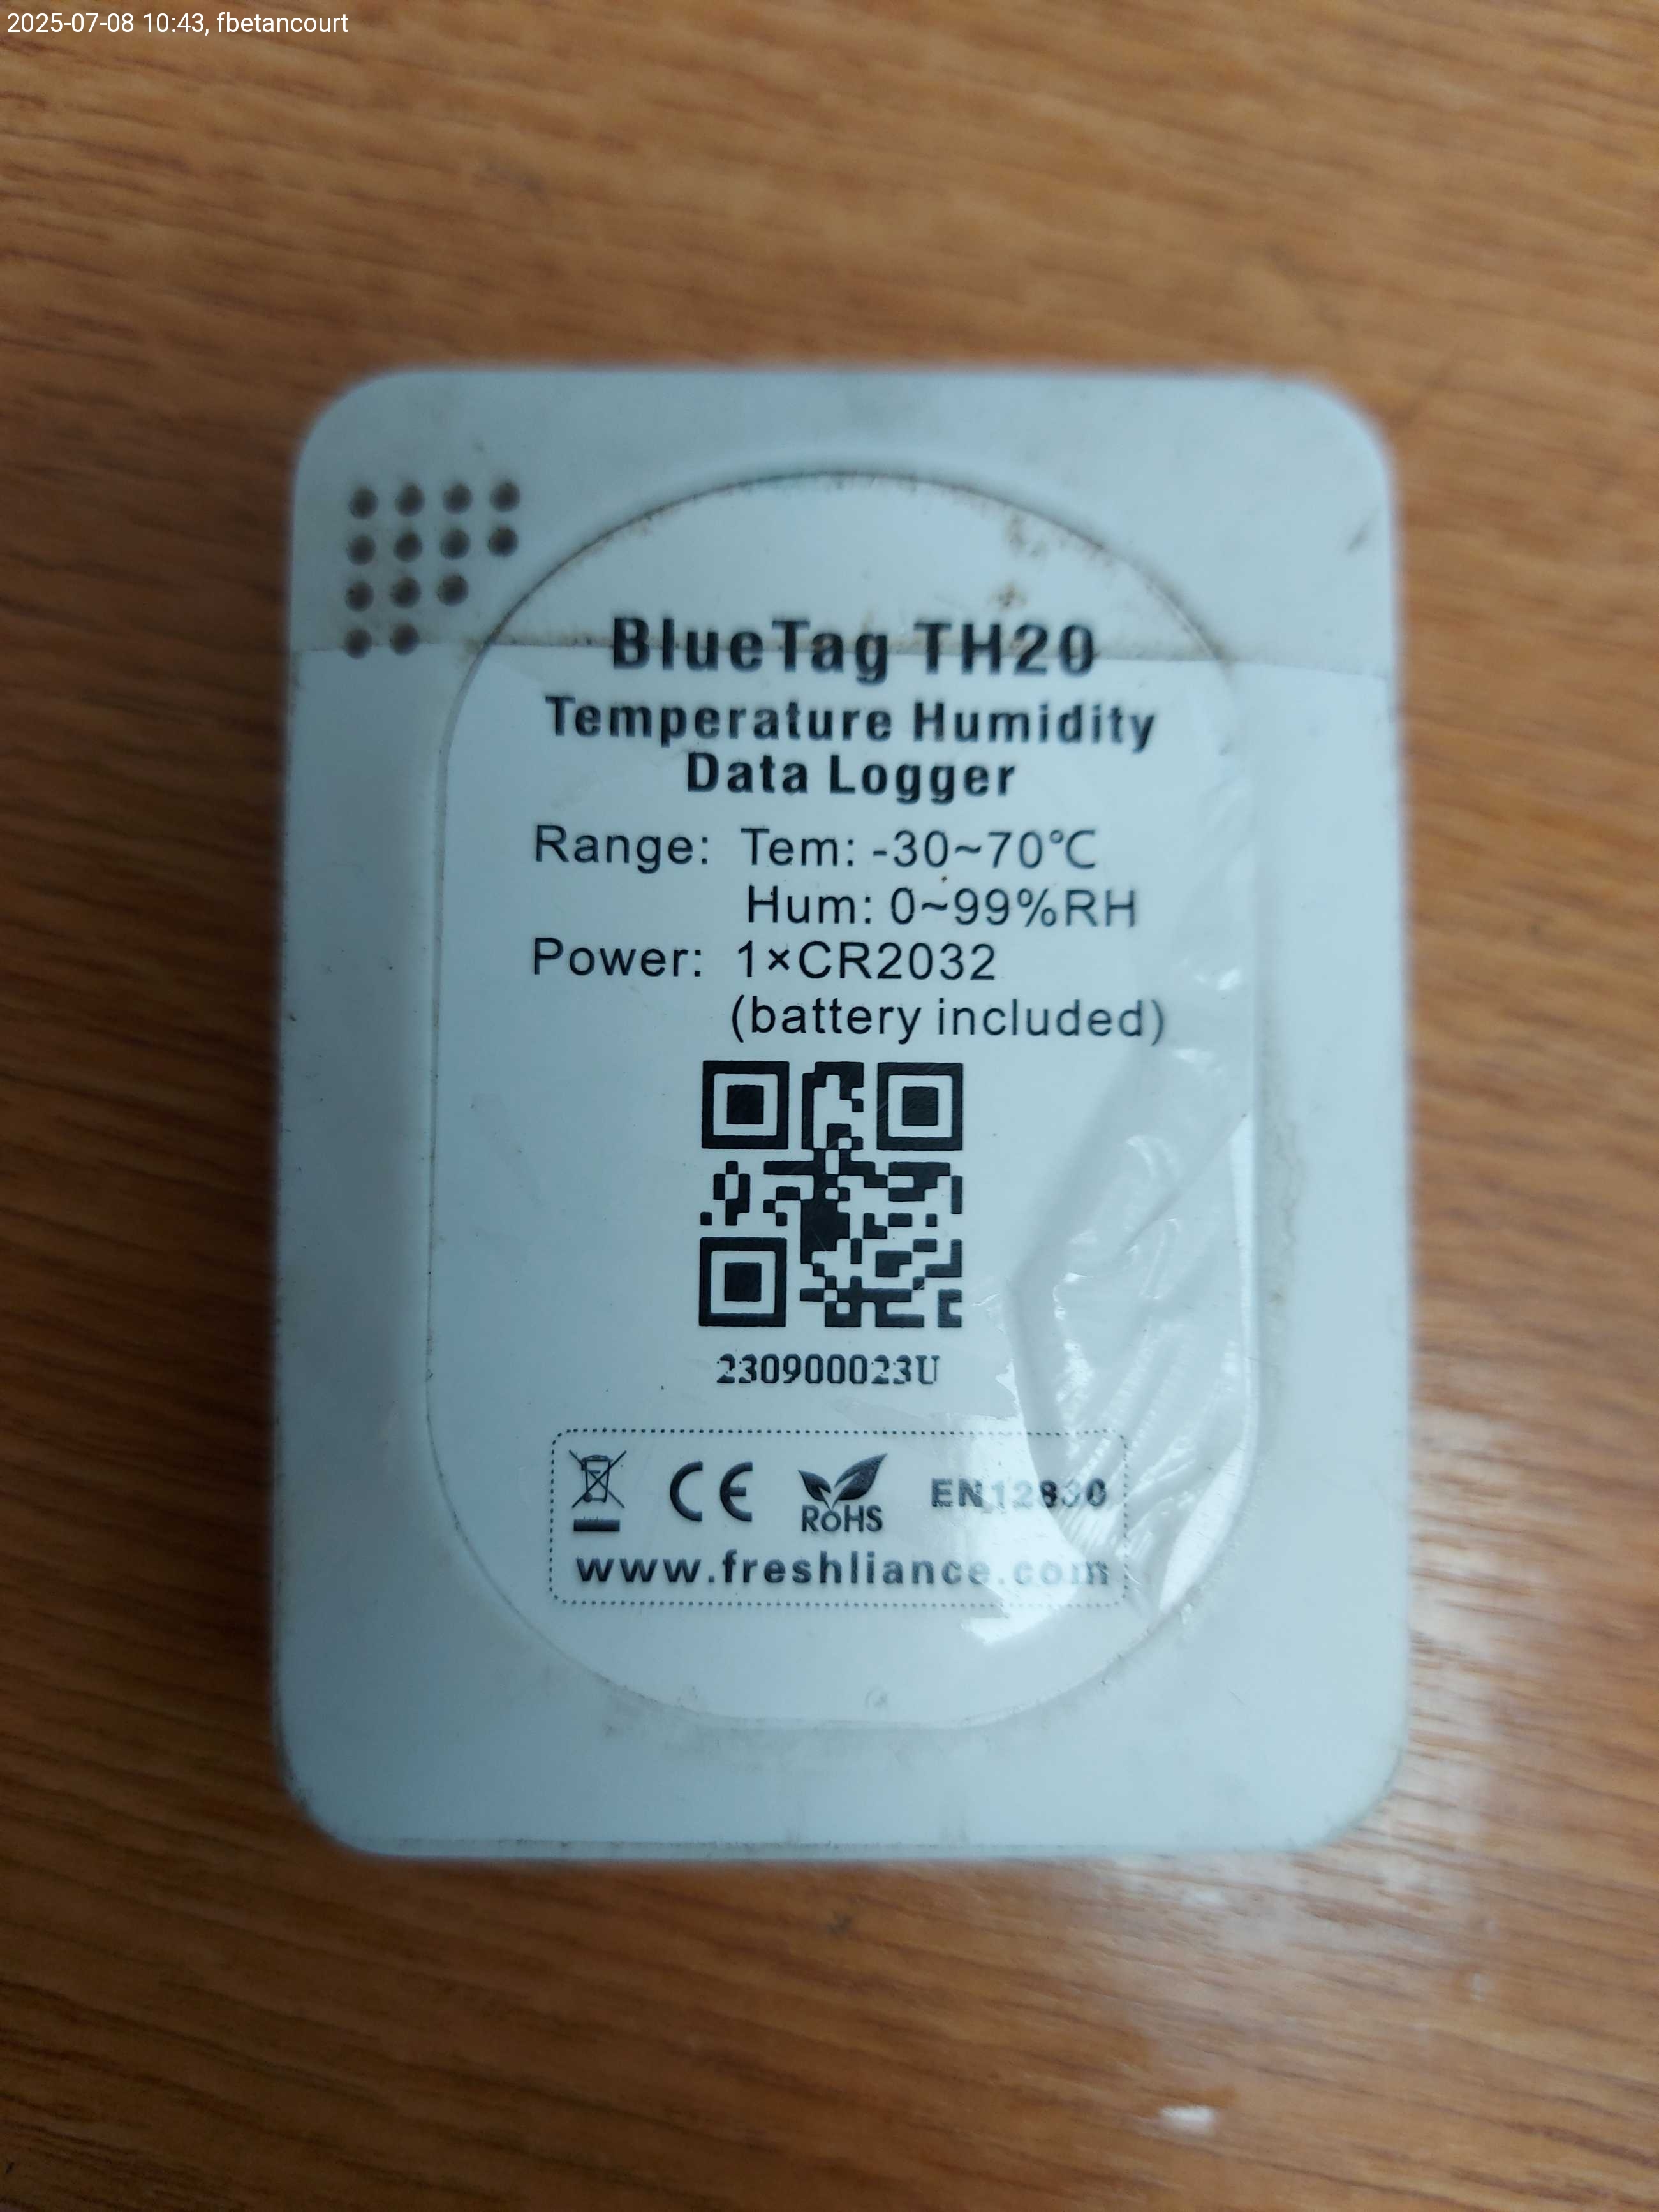 2025-07-08 10:43, fbetancourt
BlueTag TH20
Temperature Humidity
Data Logger
Range: Tem: -30~70℃
Hum: 0~99%RH
Power: 1×CR2032
(battery included)
230900023U
CE RoHS EN12830
www.freshliance.com